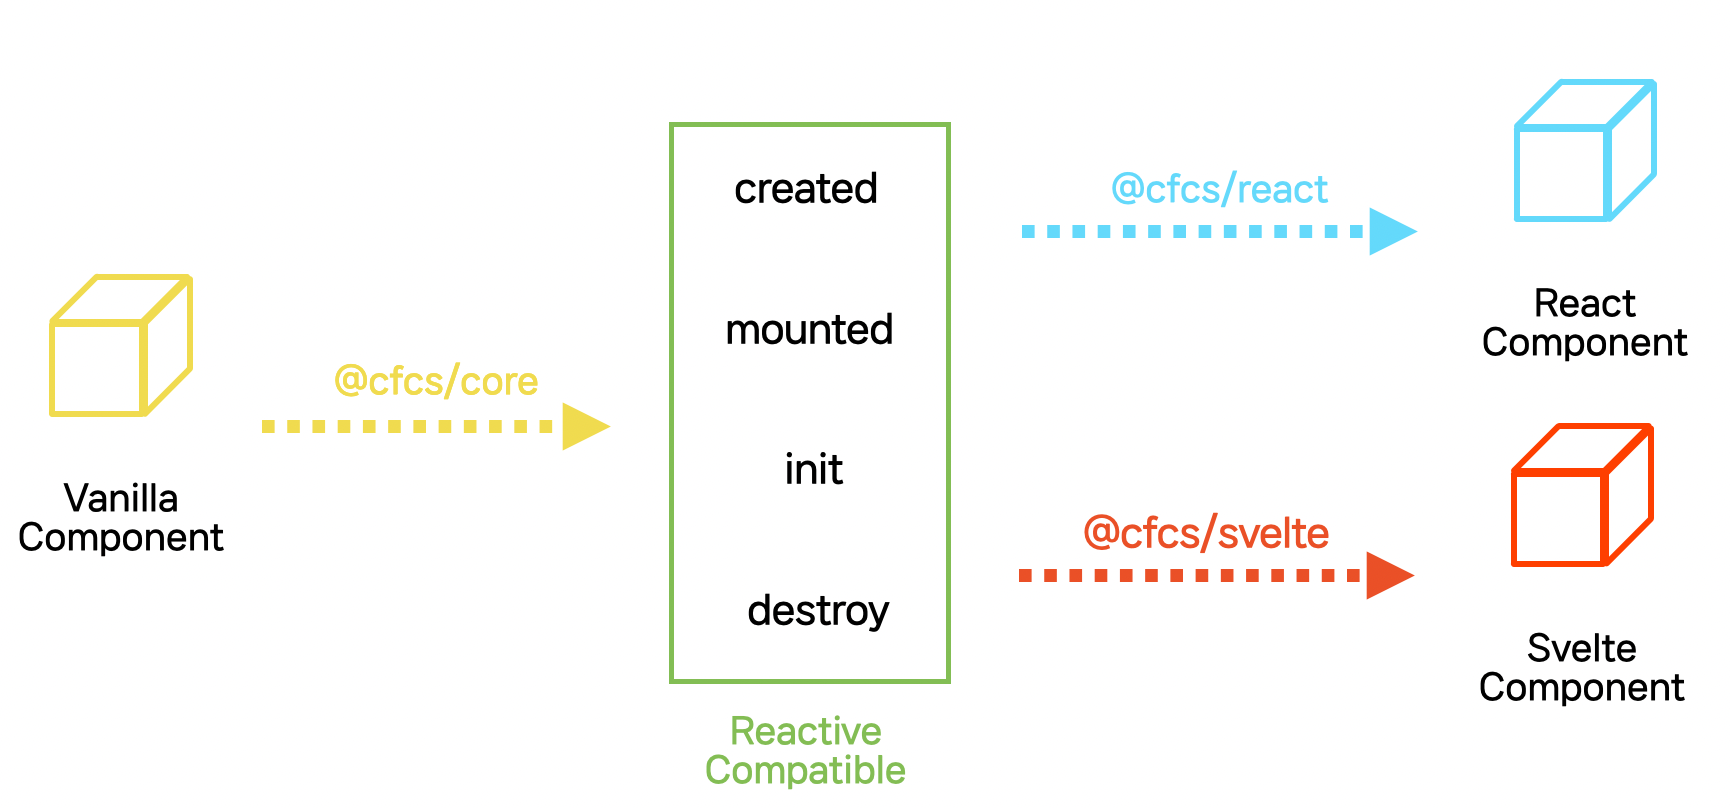 @cfcs/core
Vanilla
Component
created
mounted
init
destroy
Reactive
Compatible
@cfcs/react
React
Component
@cfcs/svelte
Svelte
Component